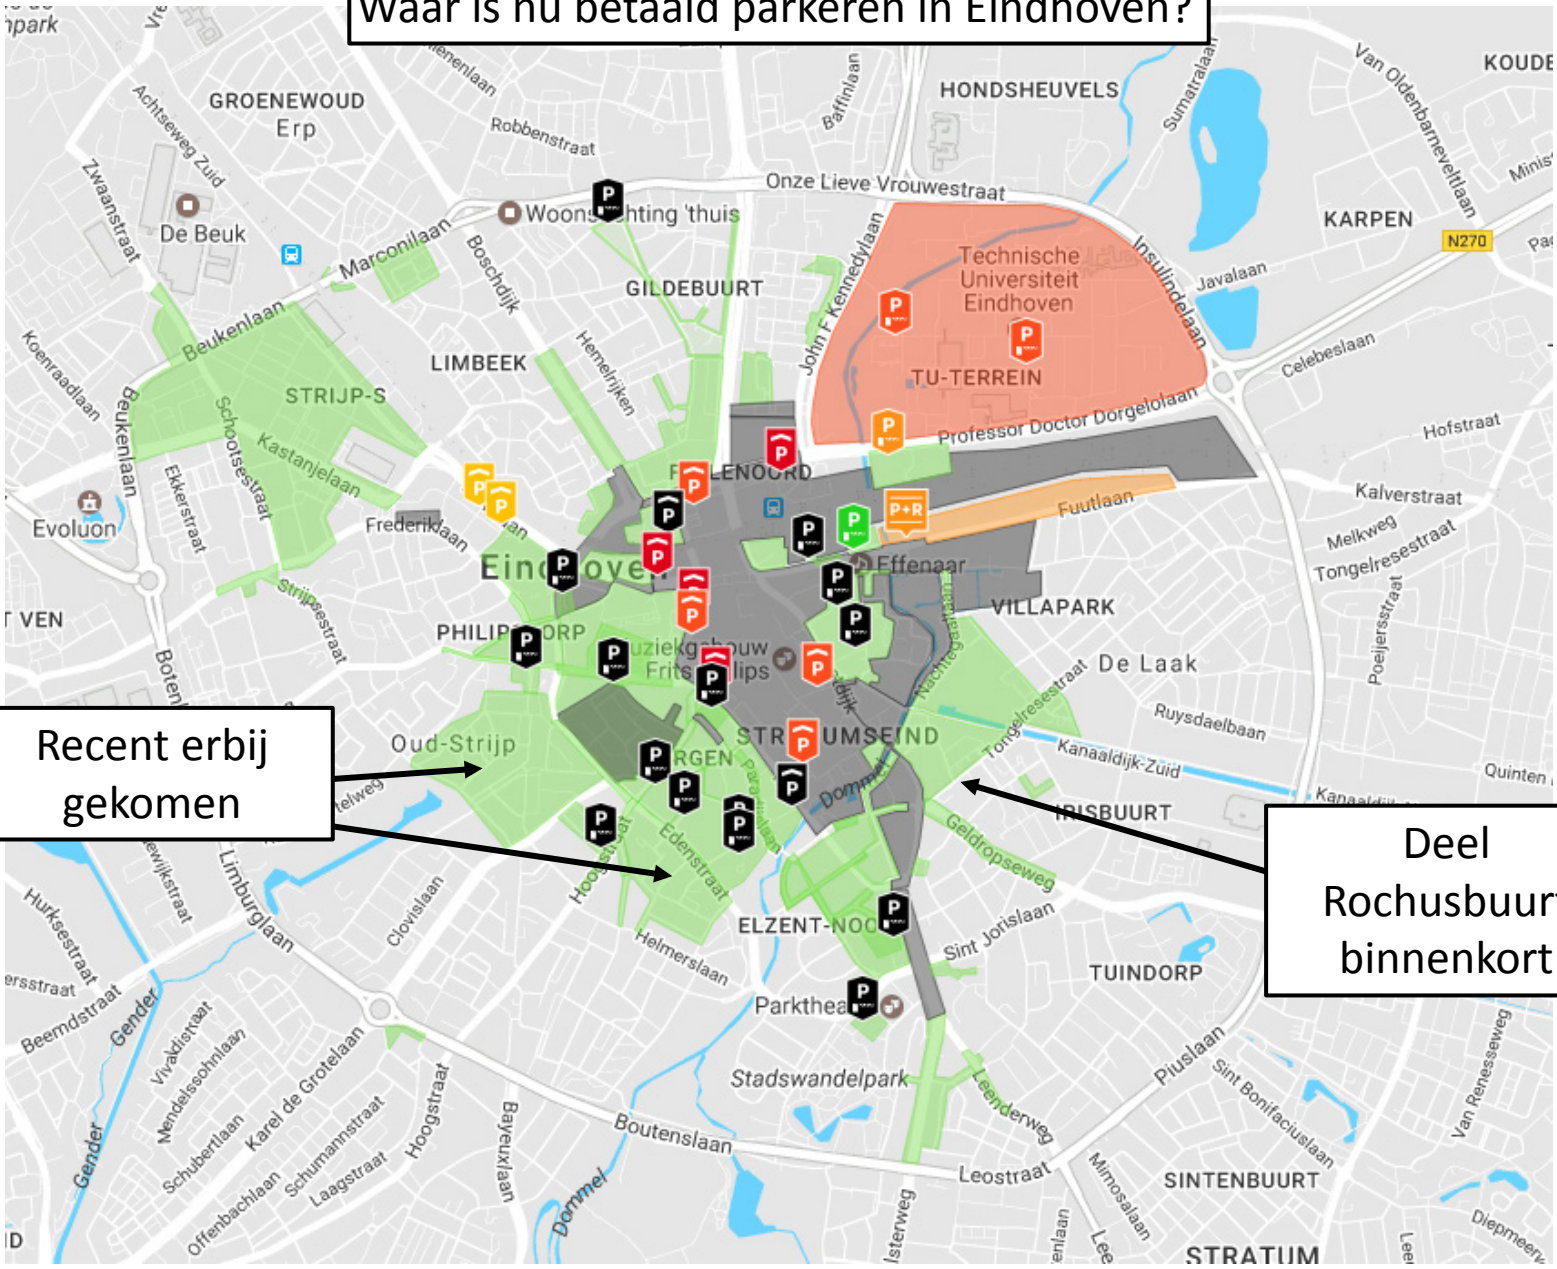 Waar is nu betaald parkeren in Eindhoven?
GROENEWOUD
Erp
HONDSHEUVELS
Sumatralaan
Van Oldenbarneveltlaan
Achtseweg Zuid
Robbenstraat
Baffinlaan
Zwaanstraat
Onze Lieve Vrouwestraat
De Beuk
Marconilaan
Boschdijk
KARPEN
N270
GILDEBUURT
John F Kennedylaan
Technische
Universiteit
Eindhoven
Insulindelaan
Javalaan
Beukenlaan
Koenraadlaan
LIMBEEK
Hemelrijken
TU-TERREIN
Celebeslaan
STRIJP-S
Beukenlaan
Schootsestraat
Kastanjelaan
Professor Doctor Dorgelolaan
Hofstraat
Ekkerstraat
Evoluon
Frederiklaan
P+R
Fuutlaan
Kalverstraat
Melkweg
Tongelresestraat
Effenaar
Strijpsestraat
VILLAPARK
Poeijersstraat
De Laak
Tongelresestraat
Ruysdaelbaan
Oud-Strijp
Kanaaldijk-Zuid
Recent erbij
gekomen
Dommel
IRISBUURT
Geldropseweg
Deel
Rochusbuurt
binnenkort
Edenstraat
Limburglaan
Hurksestraat
Clovislaan
Helmerslaan
Sint Jorislaan
TUINDORP
Beemdstraat
Gender
Vivaldistraat
Mendelssohnlaan
Karel de Grotelaan
Stadswandelpark
Leenderweg
Piuslaan
Sint Bonifaciuslaan
Van Renesseweg
Schubertlaan
Schumannstraat
Hoogstraat
Bayeuxlaan
Boutenslaan
Gender
Offenbachlaan
Laagstraat
Dommel
Leostraat
Mimosalaan
SINTENBUURT
STRATUM